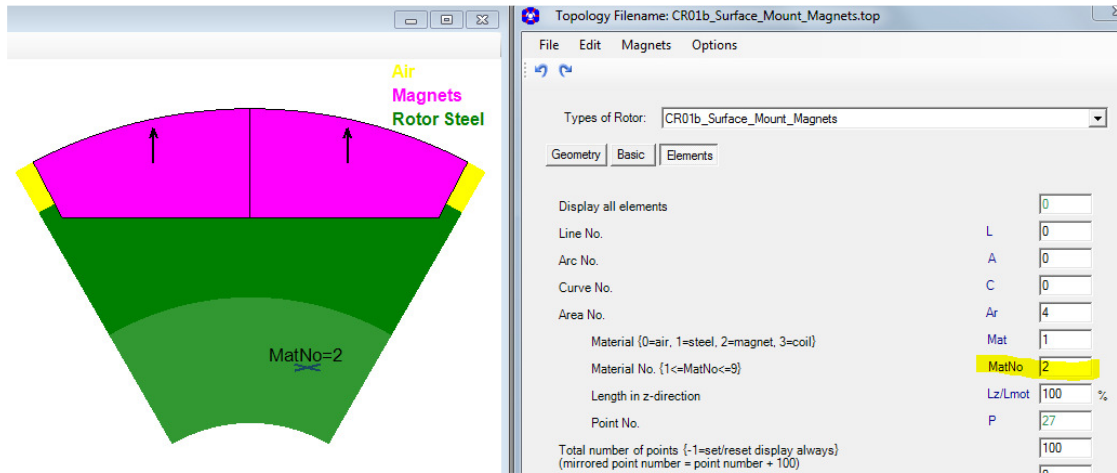 Topology Filename: CR01b_Surface_Mount_Magnets.top
File Edit Magnets Options
Air
Magnets
Rotor Steel
MatNo=2
Types of Rotor: CR01b_Surface_Mount_Magnets
Geometry Basic Elements
Display all elements 0
Line No. L 0
Arc No. A 0
Curve No. C 0
Area No. Ar 4
Material {0=air, 1=steel, 2=magnet, 3=coil} Mat 1
Material No. {1<=MatNo<=9} MatNo 2
Length in z-direction Lz/Lmot 100 %
Point No. P 27
Total number of points {-1=set/reset display always} 100
(mirrored point number = point number + 100)